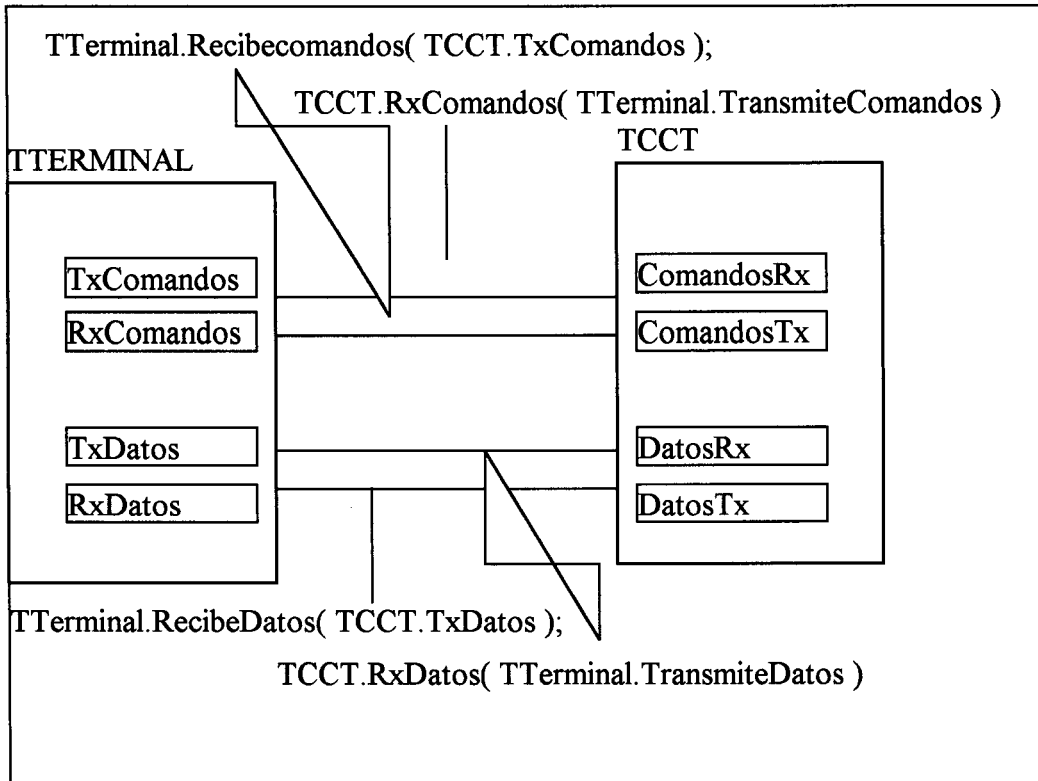 TTerminal.Recibecomandos( TCCT.TxComandos );
TCCT.RxComandos( TTerminal.TransmiteComandos )
TCCT
TTERMINAL
TxComandos
RxComandos
TxDatos
RxDatos
ComandosRx
ComandosTx
DatosRx
DatosTx
TTerminal.RecibeDatos( TCCT.TxDatos );
TCCT.RxDatos( TTerminal.TransmiteDatos )